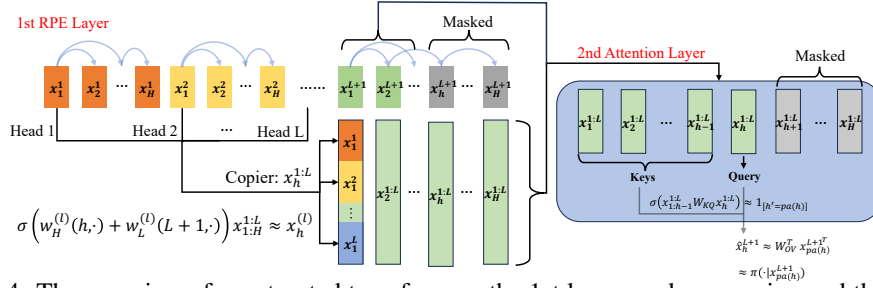 1st RPE Layer
Masked
2nd Attention Layer
Masked
x_1^1 x_2^1 ... x_H^1 x_1^2 x_2^2 ... x_H^2 ...... x_1^{L+1} x_2^{L+1} ... x_h^{L+1} x_H^{L+1}
Head 1 Head 2 ... Head L
x_1^{1:L} x_2^{1:L} ... x_{h-1}^{1:L} x_h^{1:L} x_{h+1}^{1:L} ... x_H^{1:L}
Keys Query
σ(x_{1:h-1}^{1:L} W_{KQ} x_h^{1:L}) ≈ 1_{[h'=pa(h)]}
Copier: x_h^{1:L}
x_1^1
x_1^2
⋮
x_1^L
x_2^{1:L} ... x_h^{1:L} ... x_H^{1:L}
σ(w_H^{(l)}(h,·) + w_L^{(l)}(L + 1,·)) x_{1:H}^{1:L} ≈ x_h^{(l)}
x̂_h^{L+1} ≈ W_{OV}^T x_{pa(h)}^{L+1^T}
≈ π(·|x_{pa(h)}^{L+1})